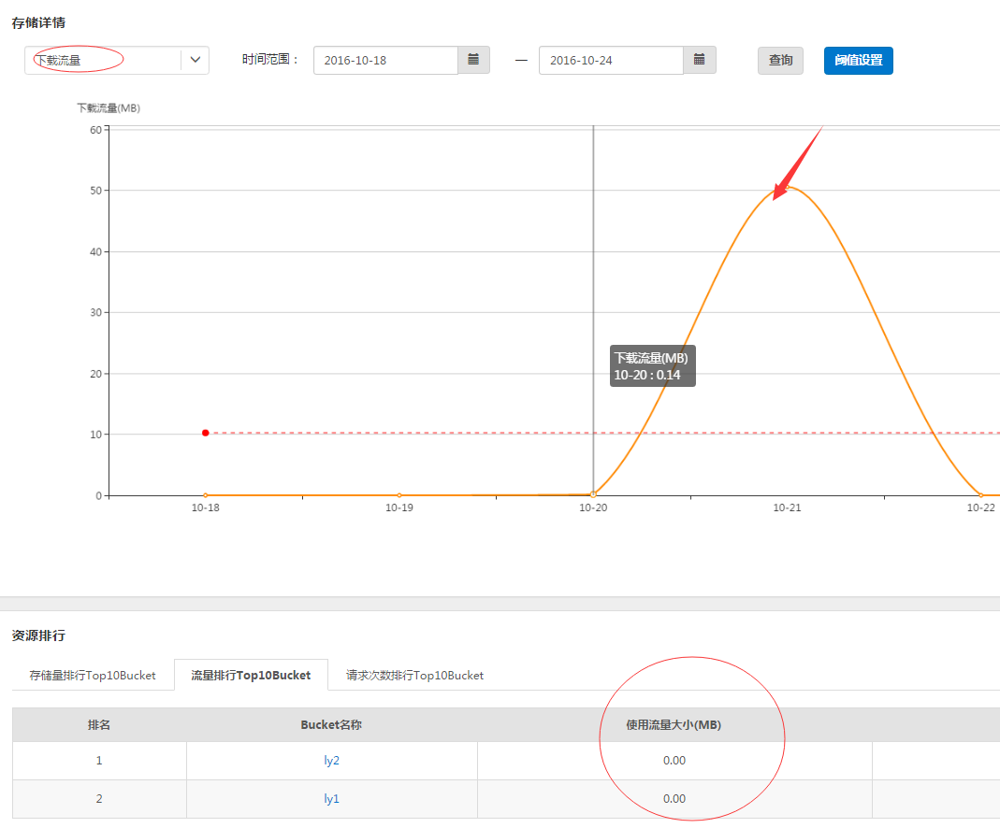 存储详情
下载流量 时间范围： 2016-10-18 — 2016-10-24 查询 阈值设置
下载流量(MB)
60
50
40
30
20
10
0
下载流量(MB)
10-20 : 0.14
10-18 10-19 10-20 10-21 10-22
资源排行
存储量排行Top10Bucket 流量排行Top10Bucket 请求次数排行Top10Bucket
排名 Bucket名称 使用流量大小(MB)
1 ly2 0.00
2 ly1 0.00